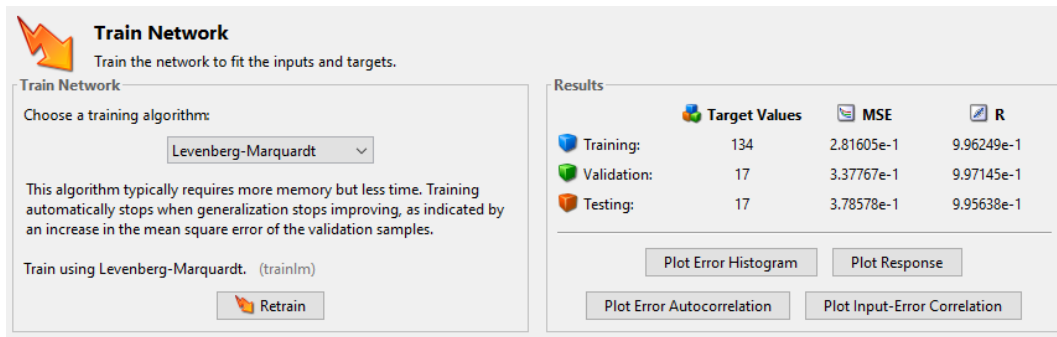 Train Network
Train the network to fit the inputs and targets.
Train Network
Choose a training algorithm:
Levenberg-Marquardt
This algorithm typically requires more memory but less time. Training
automatically stops when generalization stops improving, as indicated by
an increase in the mean square error of the validation samples.
Train using Levenberg-Marquardt. (trainlm)
Retrain
Results
Target Values MSE R
Training: 134 2.81605e-1 9.96249e-1
Validation: 17 3.37767e-1 9.97145e-1
Testing: 17 3.78578e-1 9.95638e-1
Plot Error Histogram Plot Response
Plot Error Autocorrelation Plot Input-Error Correlation